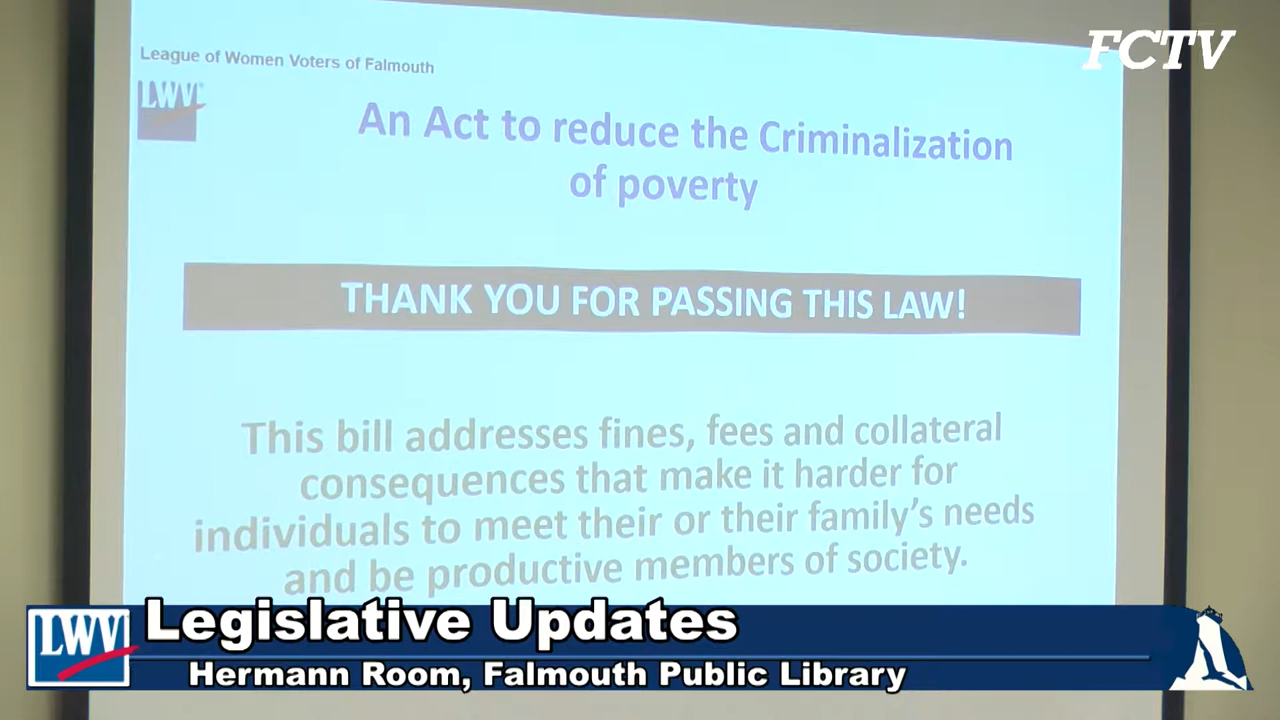 FCTV
League of Women Voters of Falmouth
LWV
An Act to reduce the Criminalization
of poverty
THANK YOU FOR PASSING THIS LAW!
This bill addresses fines, fees and collateral
consequences that make it harder for
individuals to meet their or their family's needs
and be productive members of society.
LWV
Legislative Updates
Hermann Room, Falmouth Public Library